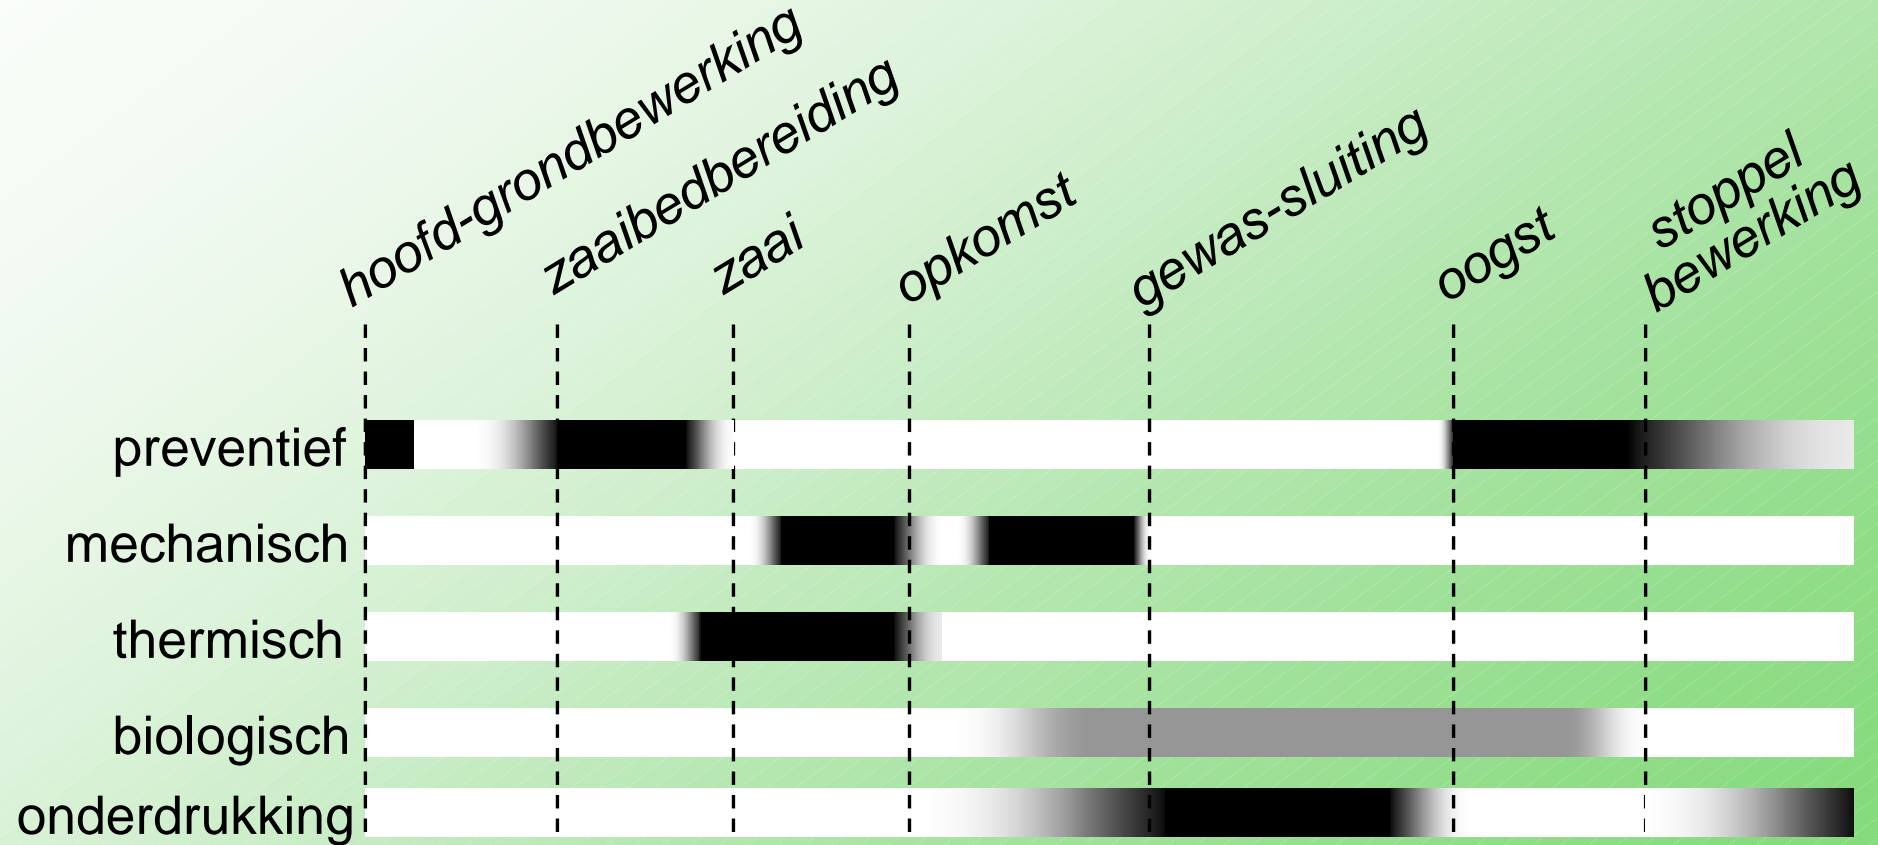 hoofd-grondbewerking
zaaibedbereiding
zaai
opkomst
gewas-sluiting
oogst
stoppel
bewerking
preventief
mechanisch
thermisch
biologisch
onderdrukking